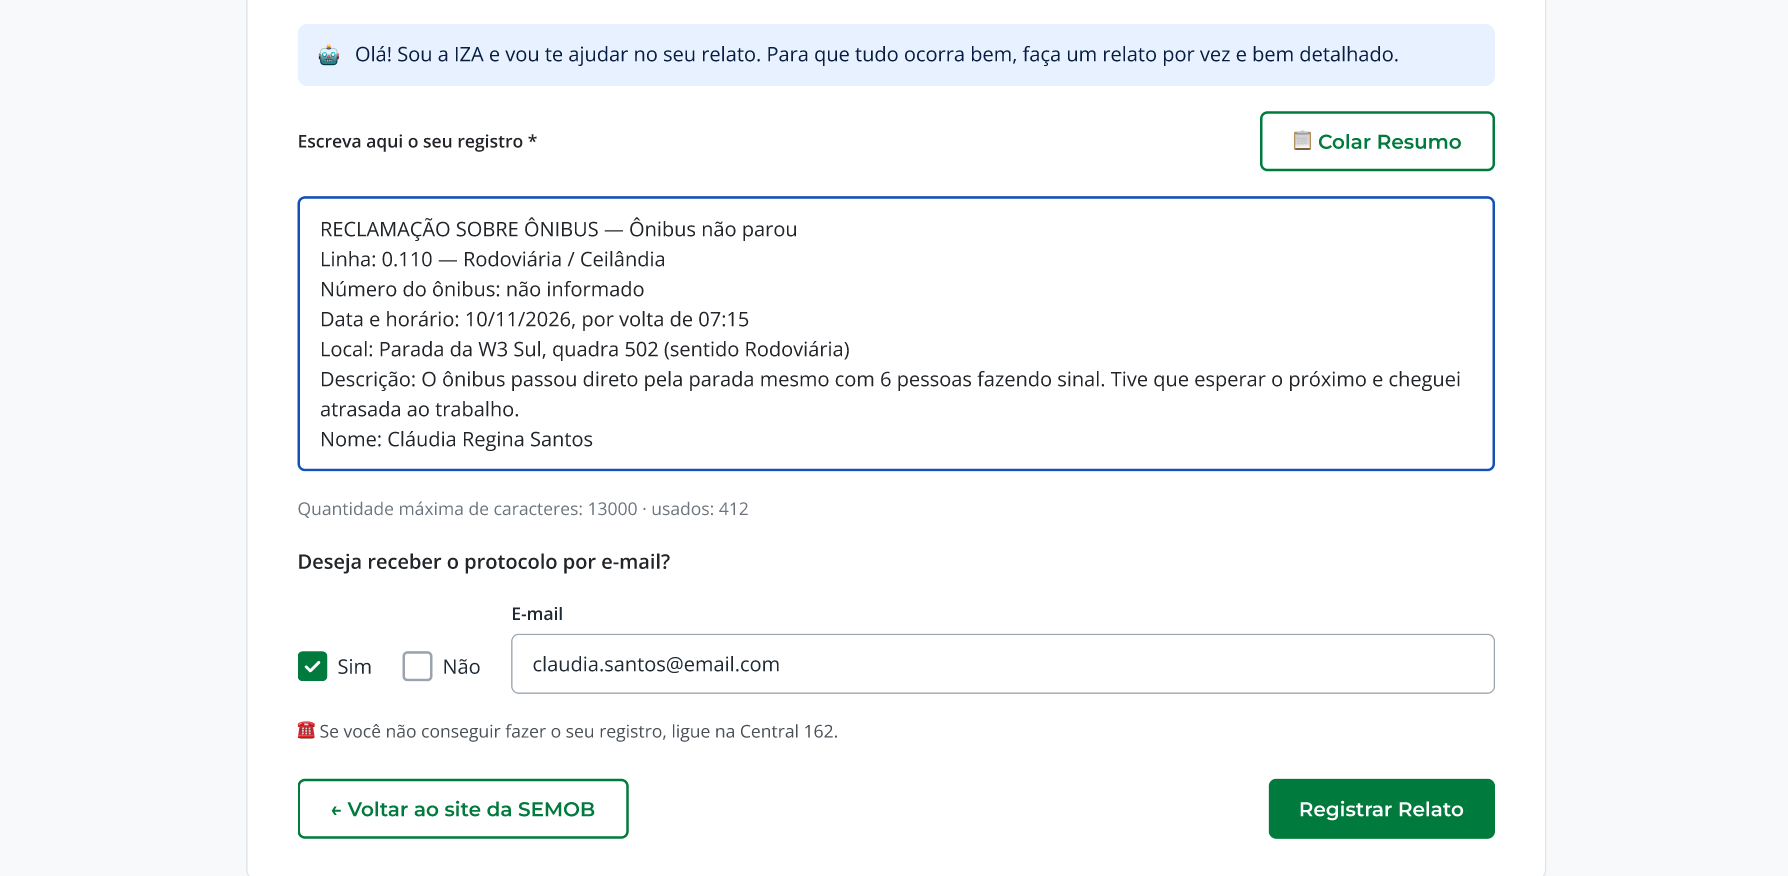 Olá! Sou a IZA e vou te ajudar no seu relato. Para que tudo ocorra bem, faça um relato por vez e bem detalhado.
Escreva aqui o seu registro *
Colar Resumo
RECLAMAÇÃO SOBRE ÔNIBUS — Ônibus não parou
Linha: 0.110 — Rodoviária / Ceilândia
Número do ônibus: não informado
Data e horário: 10/11/2026, por volta de 07:15
Local: Parada da W3 Sul, quadra 502 (sentido Rodoviária)
Descrição: O ônibus passou direto pela parada mesmo com 6 pessoas fazendo sinal. Tive que esperar o próximo e cheguei
atrasada ao trabalho.
Nome: Cláudia Regina Santos
Quantidade máxima de caracteres: 13000 · usados: 412
Deseja receber o protocolo por e-mail?
E-mail
Sim
Não
claudia.santos@email.com
Se você não conseguir fazer o seu registro, ligue na Central 162.
← Voltar ao site da SEMOB
Registrar Relato